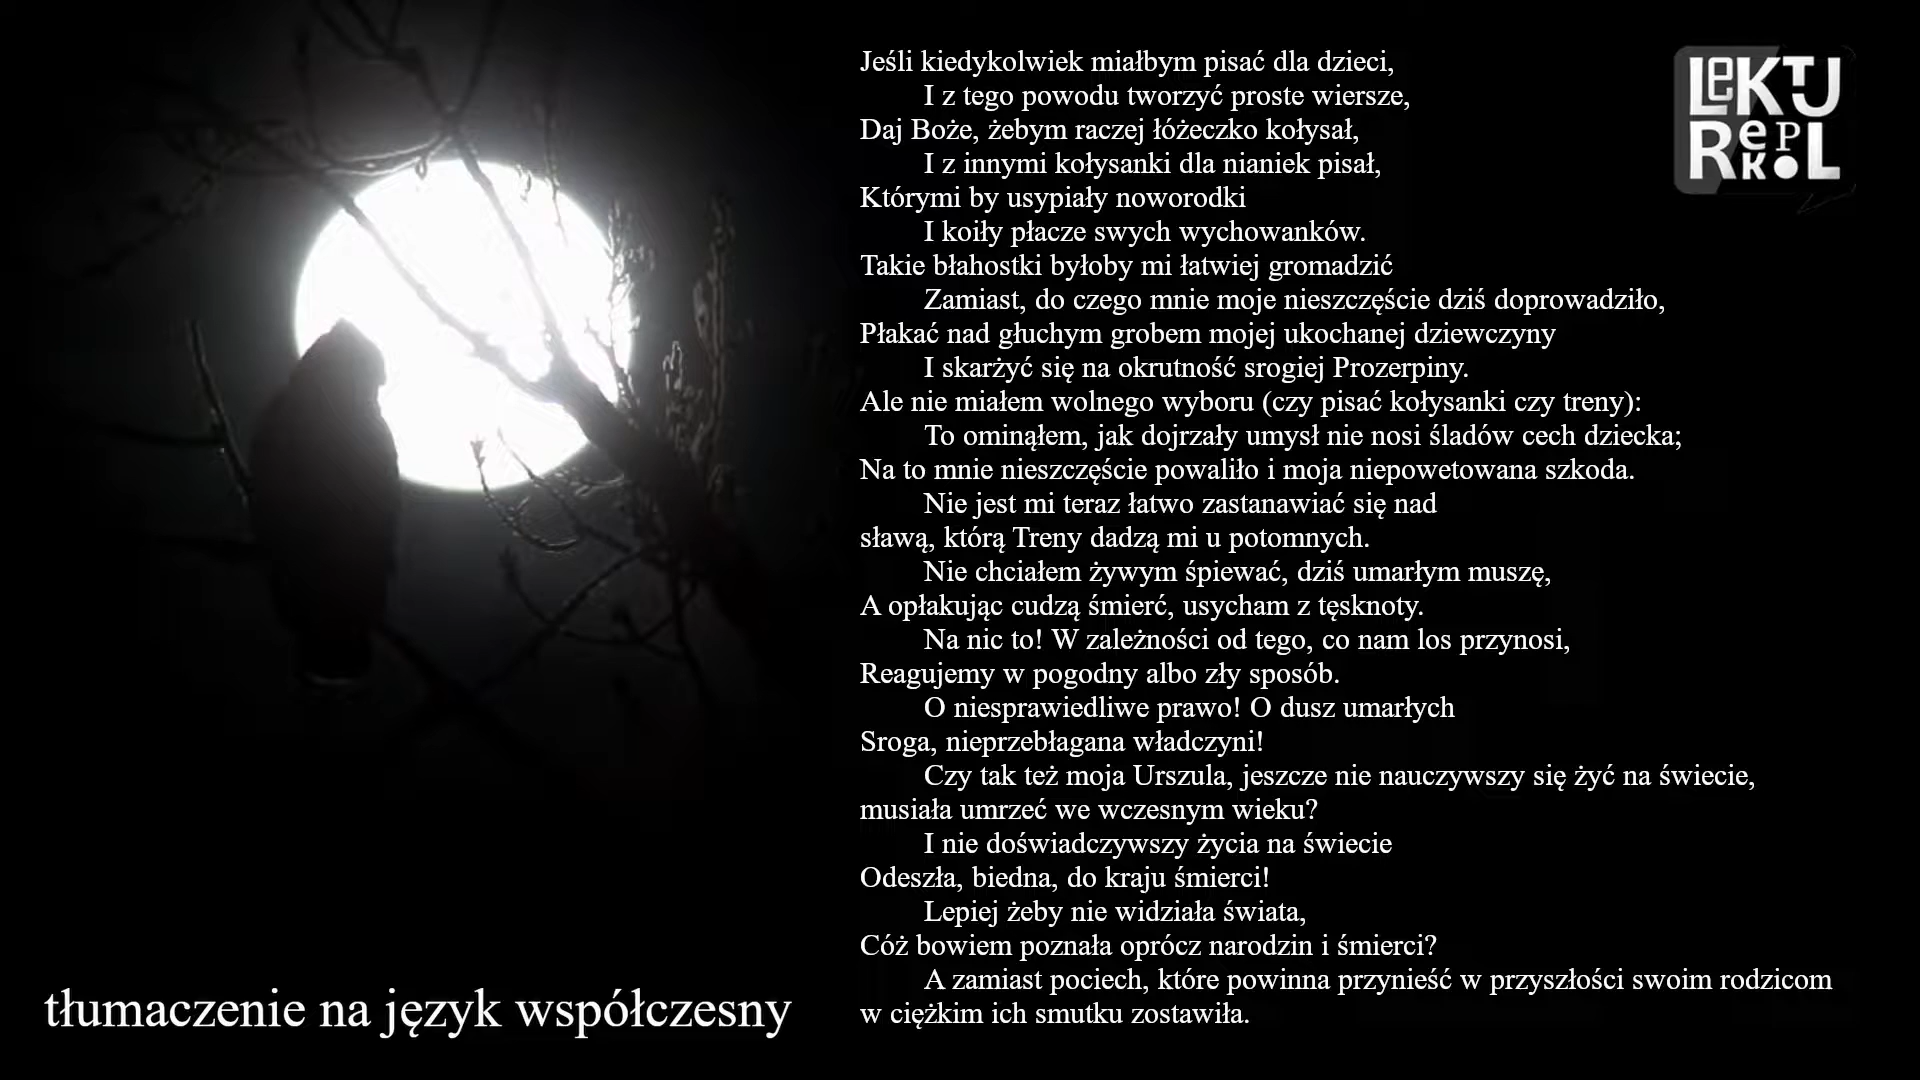 Jeśli kiedykolwiek miałbym pisać dla dzieci,
I z tego powodu tworzyć proste wiersze,
Daj Boże, żebym raczej łóżeczko kołysał,
I z innymi kołysanki dla nianiek pisał,
Którymi by usypiały noworodki
I koiły płacze swych wychowanków.
Takie błahostki byłoby mi łatwiej gromadzić
Zamiast, do czego mnie moje nieszczęście dziś doprowadziło,
Płakać nad głuchym grobem mojej ukochanej dziewczyny
I skarżyć się na okrutność srogiej Prozerpiny.
Ale nie miałem wolnego wyboru (czy pisać kołysanki czy treny):
To ominąłem, jak dojrzały umysł nie nosi śladów cech dziecka;
Na to mnie nieszczęście powaliło i moja niepowetowana szkoda.
Nie jest mi teraz łatwo zastanawiać się nad
sławą, którą Treny dadzą mi u potomnych.
Nie chciałem żywym śpiewać, dziś umarłym muszę,
A opłakując cudzą śmierć, usycham z tęsknoty.
Na nic to! W zależności od tego, co nam los przynosi,
Reagujemy w pogodny albo zły sposób.
O niesprawiedliwe prawo! O dusz umarłych
Sroga, nieprzebłagana władczyni!
Czy tak też moja Urszula, jeszcze nie nauczywszy się żyć na świecie,
musiała umrzeć we wczesnym wieku?
I nie doświadczywszy życia na świecie
Odeszła, biedna, do kraju śmierci!
Lepiej żeby nie widziała świata,
Cóż bowiem poznała oprócz narodzin i śmierci?
A zamiast pociech, które powinna przynieść w przyszłości swoim rodzicom
w ciężkim ich smutku zostawiła.
LeKTU
RePeKOL
tłumaczenie na język współczesny